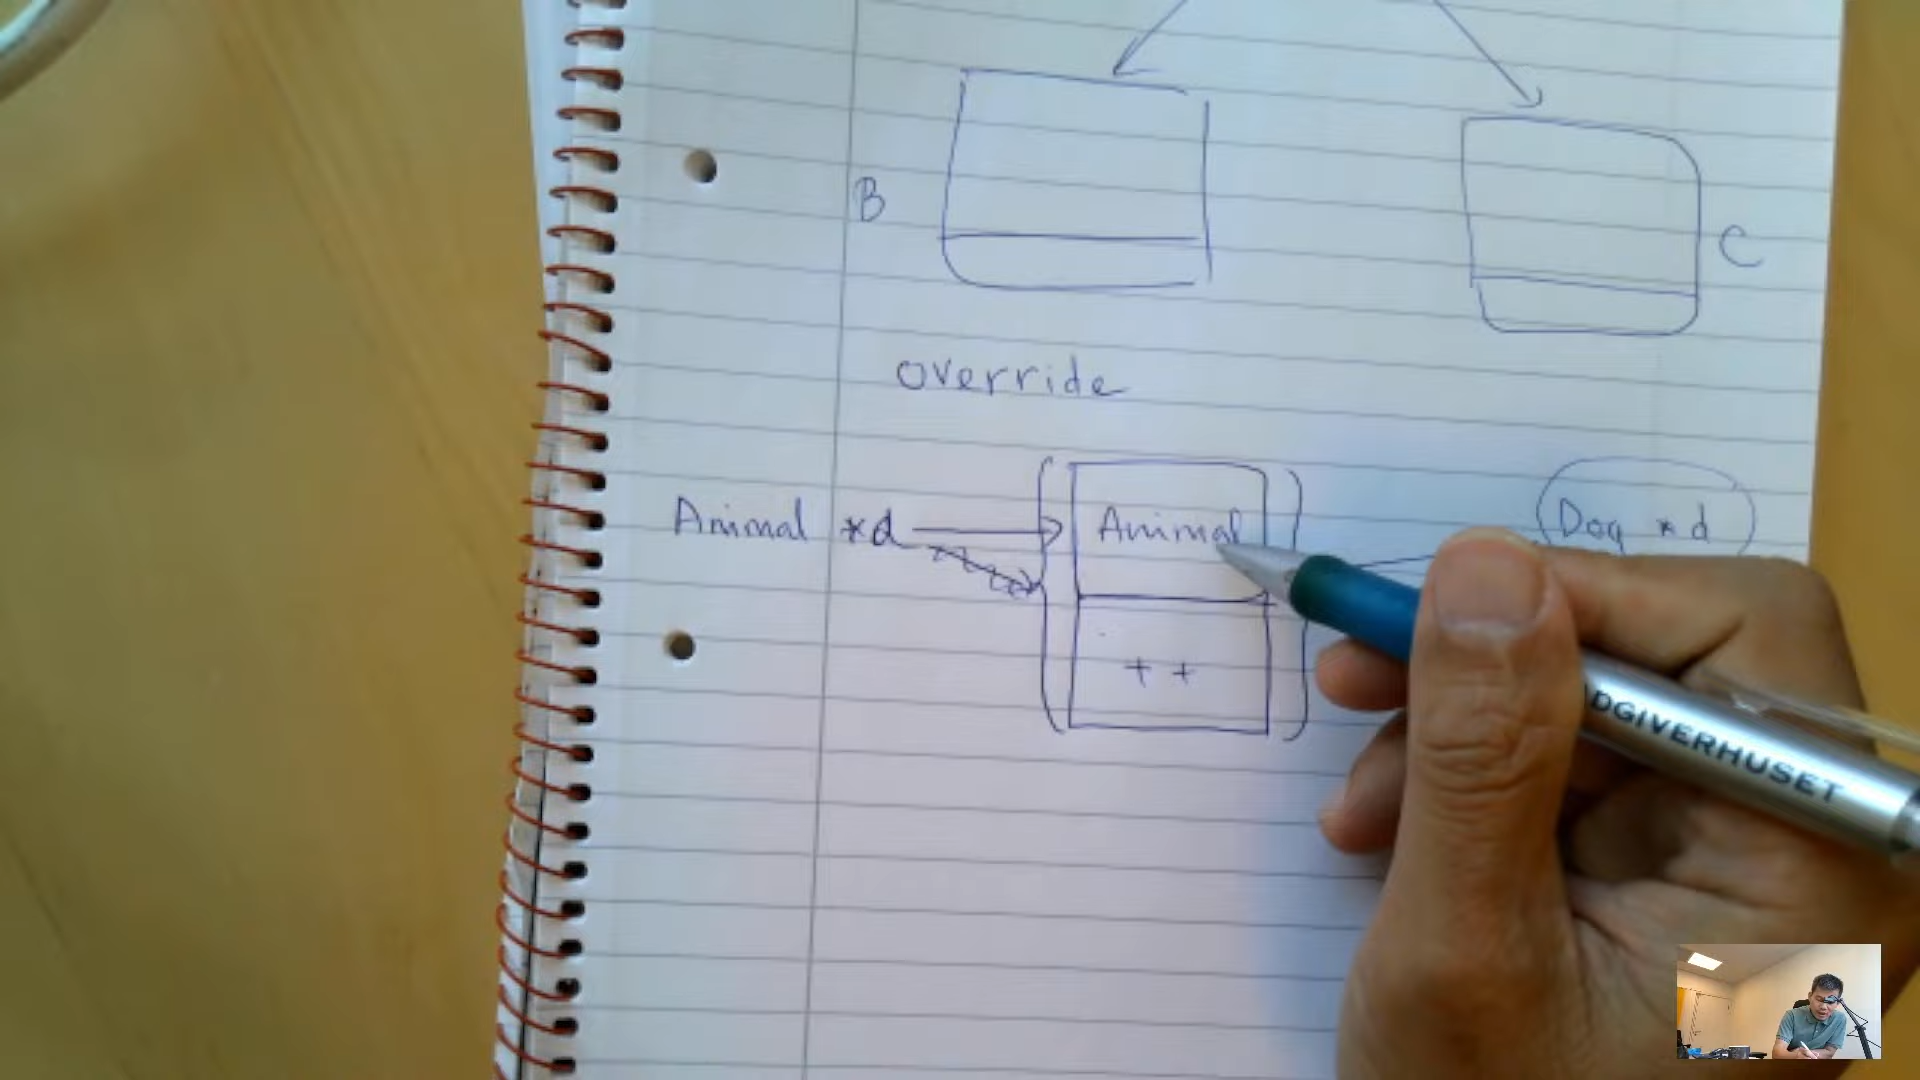 B
C
override
Animal *d
Animal
Dog *d
+ +
DGIVERHUSET